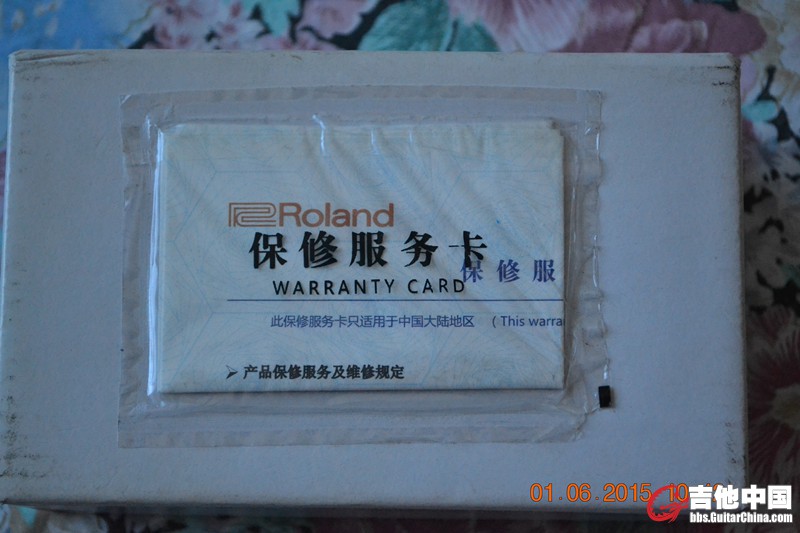 Roland
保修服务卡
保修服
WARRANTY CARD
此保修服务卡只适用于中国大陆地区 (This warra
➤ 产品保修服务及维修规定
01.06.2015
吉他中国
bbs.GuitarChina.com